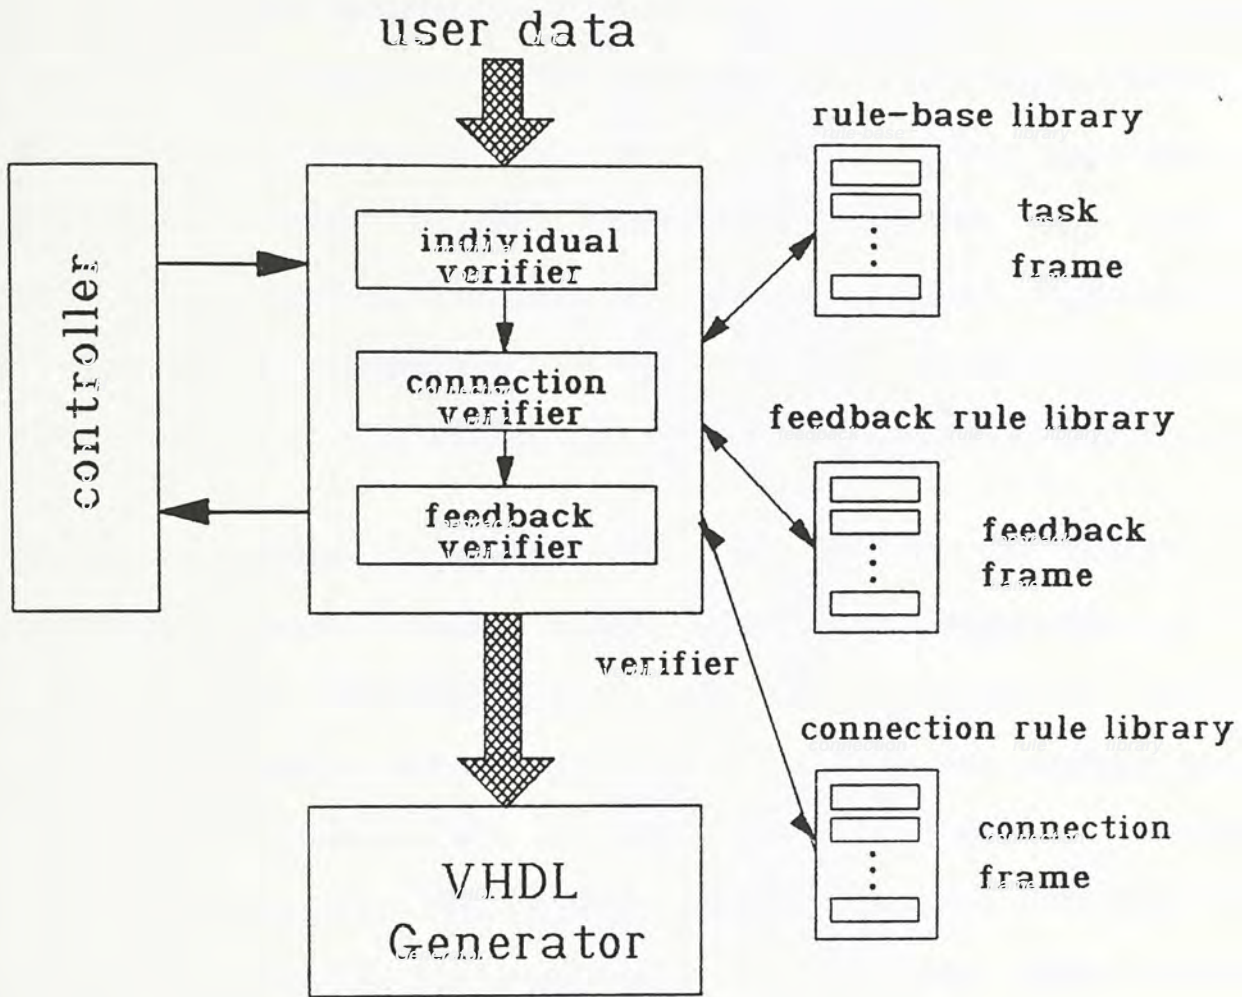 user data
rule-base library
task
frame
controller
individual
verifier
connection
verifier
feedback
verifier
feedback rule library
feedback
frame
verifier
connection rule library
connection
frame
VHDL
Generator